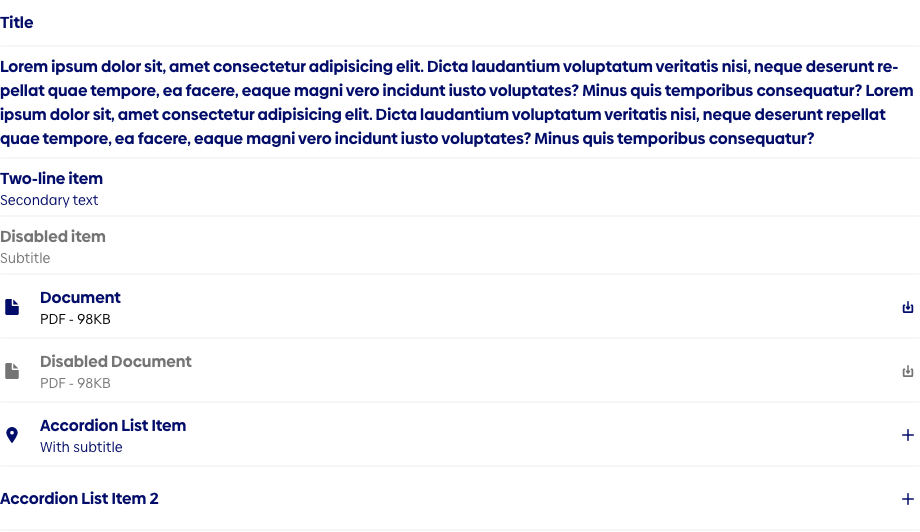 Title
Lorem ipsum dolor sit, amet consectetur adipisicing elit. Dicta laudantium voluptatum veritatis nisi, neque deserunt re-
pellat quae tempore, ea facere, eaque magni vero incidunt iusto voluptates? Minus quis temporibus consequatur? Lorem
ipsum dolor sit, amet consectetur adipisicing elit. Dicta laudantium voluptatum veritatis nisi, neque deserunt repellat
quae tempore, ea facere, eaque magni vero incidunt iusto voluptates? Minus quis temporibus consequatur?
Two-line item
Secondary text
Disabled item
Subtitle
Document
PDF - 98KB
Disabled Document
PDF - 98KB
Accordion List Item
With subtitle
Accordion List Item 2